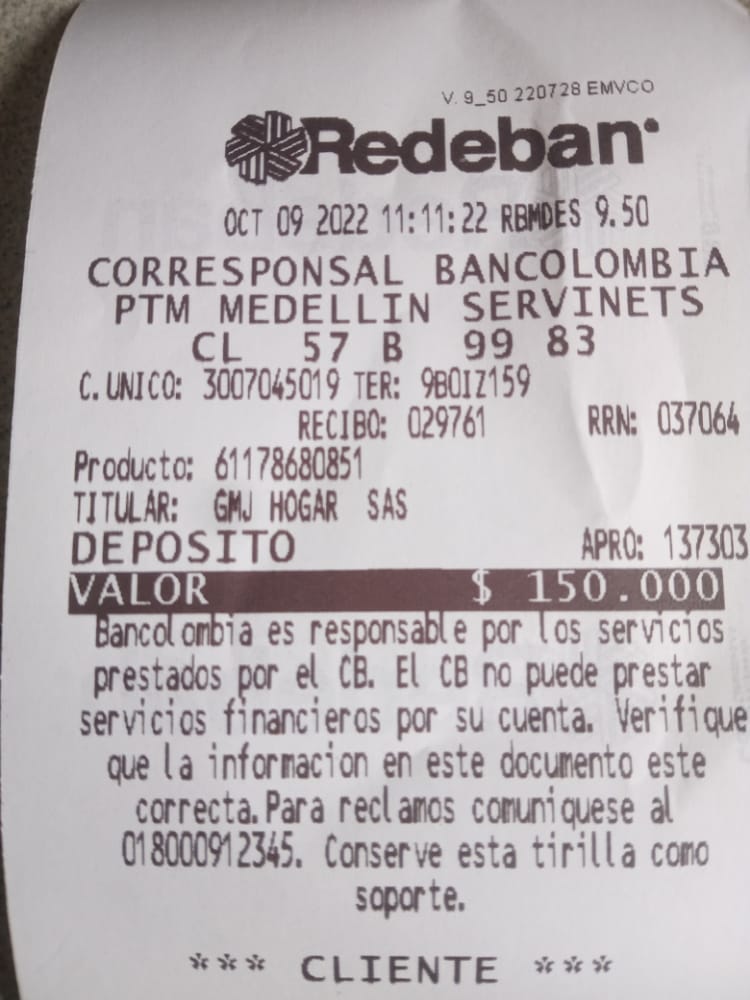 V. 9_50 220728 EMVCO
Redeban
OCT 09 2022 11:11:22 RBMDES 9.50
CORRESPONSAL BANCOLOMBIA
PTM MEDELLIN SERVINETS
CL 57 B 99 83
C. UNICO: 3007045019 TER: 9BOIZ159
RECIBO: 029761 RRN: 037064
Producto: 61178680851
TITULAR: GMJ HOGAR SAS
DEPOSITO APRO: 137303
VALOR $ 150.000
Bancolombia es responsable por los servicios
prestados por el CB. El CB no puede prestar
servicios financieros por su cuenta. Verifique
que la informacion en este documento este
correcta. Para reclamos comuniquese al
018000912345. Conserve esta tirilla como
soporte.
*** CLIENTE ***